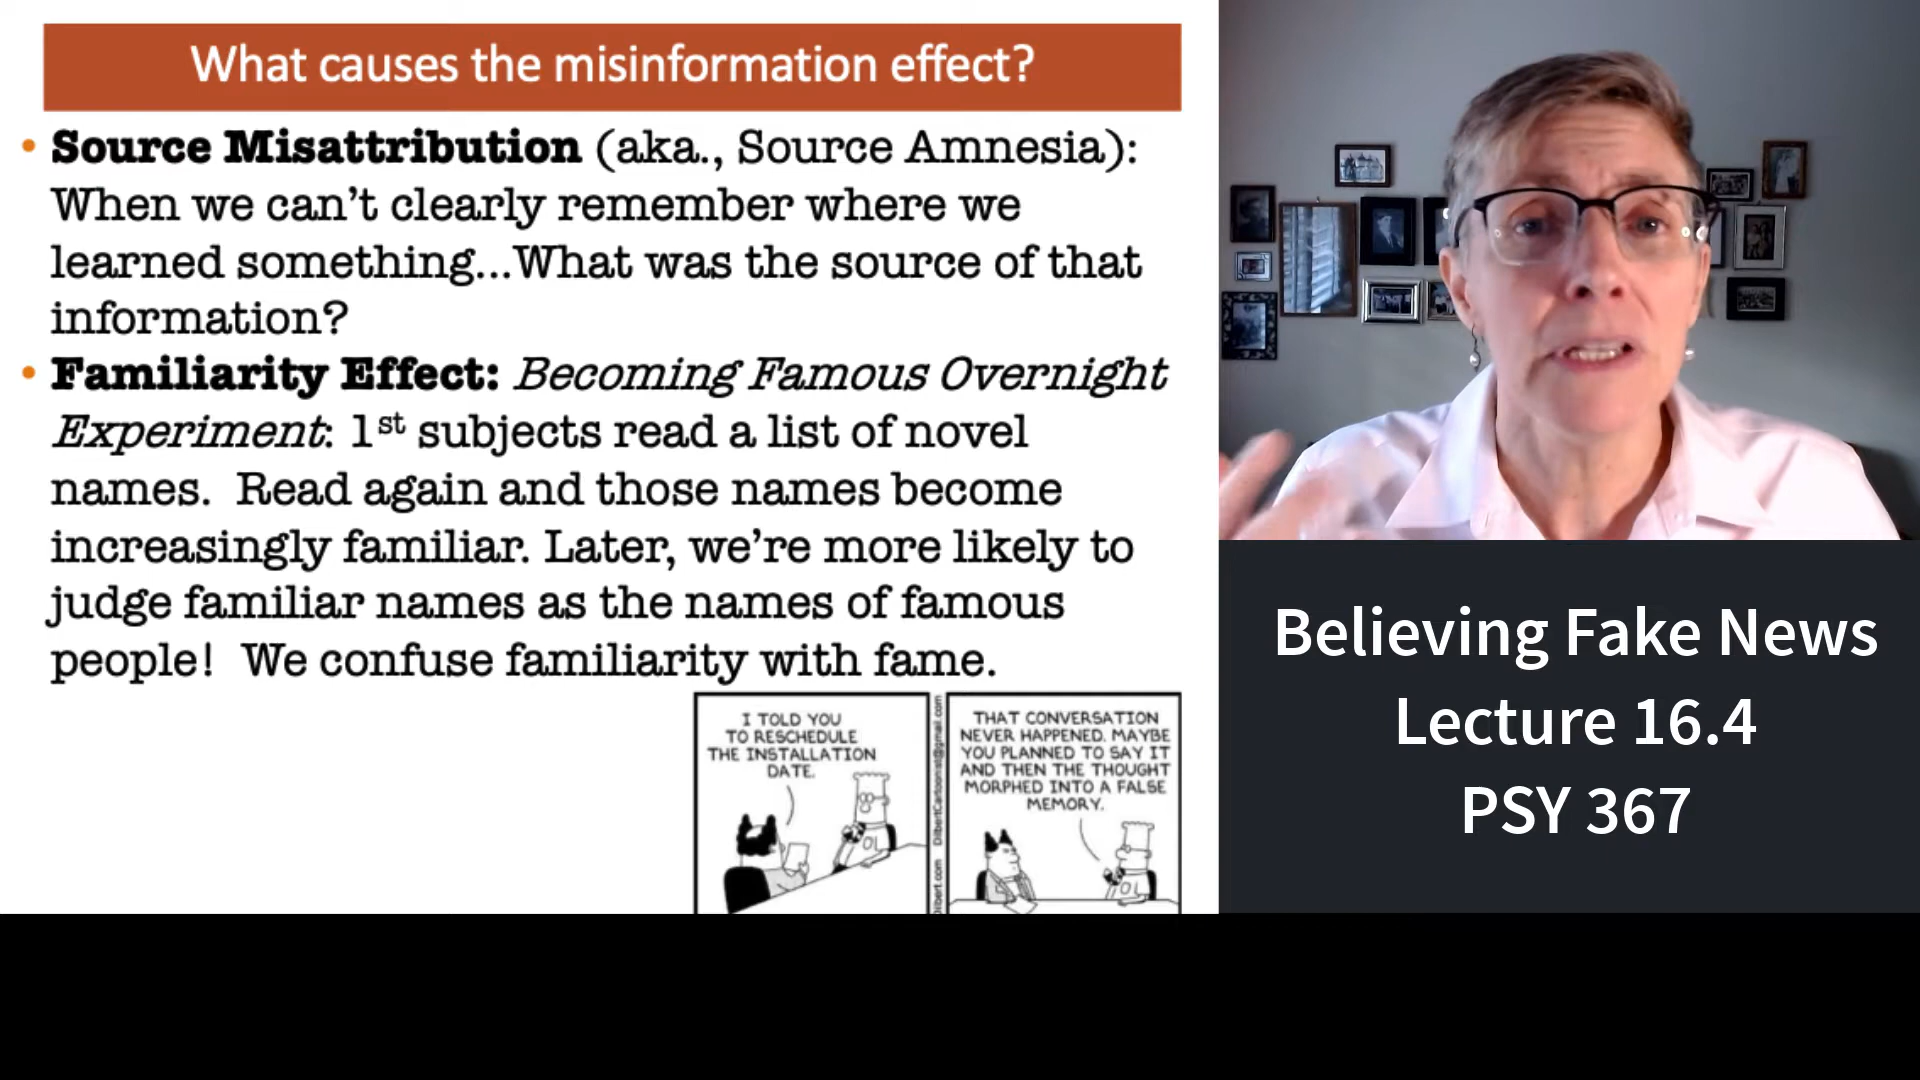 What causes the misinformation effect?
• Source Misattribution (aka., Source Amnesia):
When we can't clearly remember where we
learned something...What was the source of that
information?
• Familiarity Effect: Becoming Famous Overnight
Experiment: 1st subjects read a list of novel
names. Read again and those names become
increasingly familiar. Later, we're more likely to
judge familiar names as the names of famous
people! We confuse familiarity with fame.
I TOLD YOU
TO RESCHEDULE
THE INSTALLATION
DATE.
DilbertCartoonist@gmail.com
Dilbert.com
THAT CONVERSATION
NEVER HAPPENED. MAYBE
YOU PLANNED TO SAY IT
AND THEN THE THOUGHT
MORPHED INTO A FALSE
MEMORY.
Believing Fake News
Lecture 16.4
PSY 367